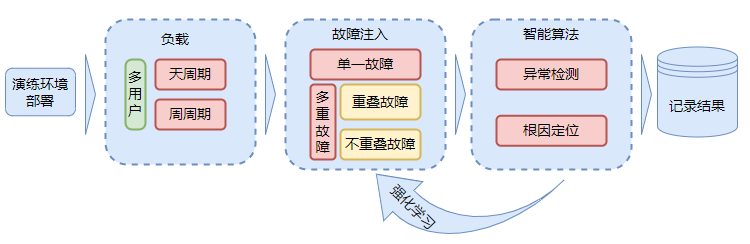 演练环境
部署
负载
多用户
天周期
周周期
故障注入
单一故障
多重故障
重叠故障
不重叠故障
智能算法
异常检测
根因定位
记录结果
强化学习